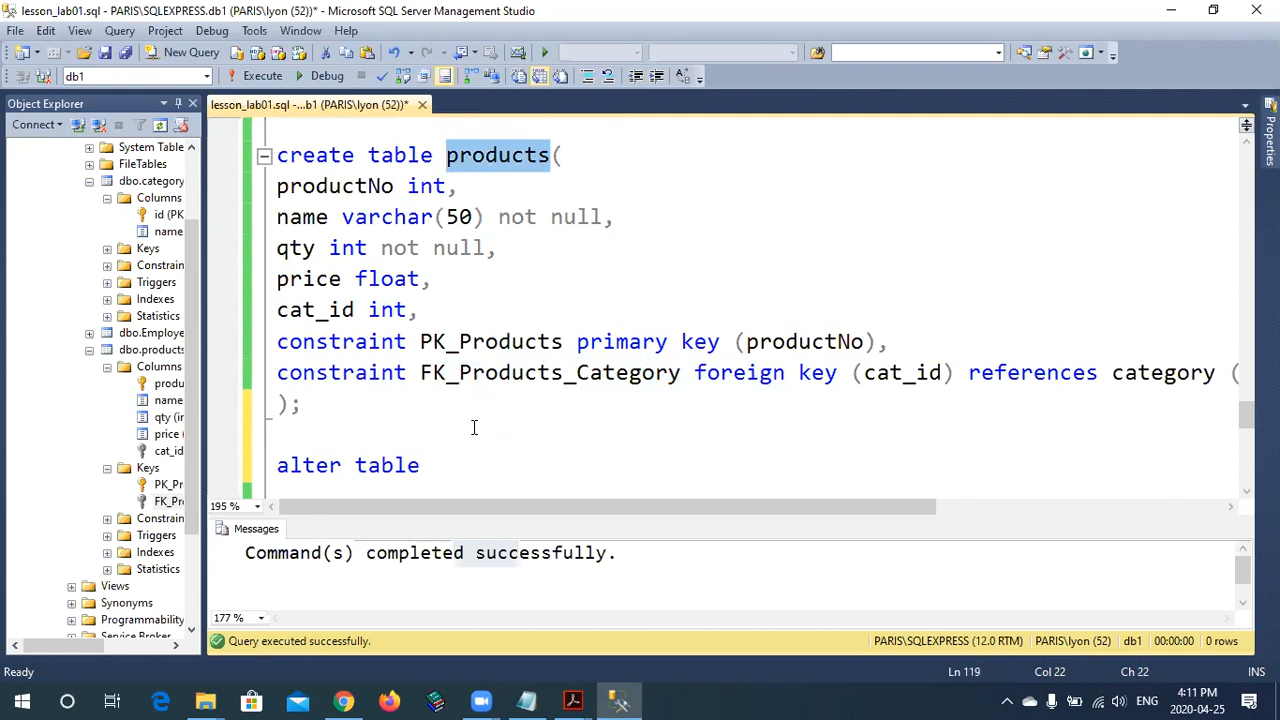 lesson_lab01.sql - PARIS\SQLEXPRESS.db1 (PARIS\lyon (52))* - Microsoft SQL Server Management Studio
File Edit View Query Project Debug Tools Window Help
New Query
db1 Execute Debug
Object Explorer
lesson_lab01.sql -...b1 (PARIS\lyon (52))*
Connect
Properties
System Table
FileTables
dbo.category
Columns
id (PK
name
Keys
Constrain
Triggers
Indexes
Statistics
dbo.Employe
dbo.products
Columns
produ
name
qty (in
price (
cat_id
Keys
PK_Pr
FK_Pr
Constrain
Triggers
Indexes
Statistics
Views
Synonyms
Programmability
Service Broker
create table products(
productNo int,
name varchar(50) not null,
qty int not null,
price float,
cat_id int,
constraint PK_Products primary key (productNo),
constraint FK_Products_Category foreign key (cat_id) references category (
);
alter table
195 %
Messages
Command(s) completed successfully.
177 %
Query executed successfully. PARIS\SQLEXPRESS (12.0 RTM) PARIS\lyon (52) db1 00:00:00 0 rows
Ready Ln 119 Col 22 Ch 22 INS
ENG 4:11 PM
2020-04-25